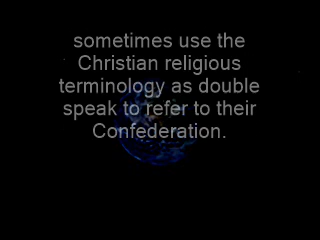 sometimes use the
Christian religious
terminology as double
speak to refer to their
Confederation.